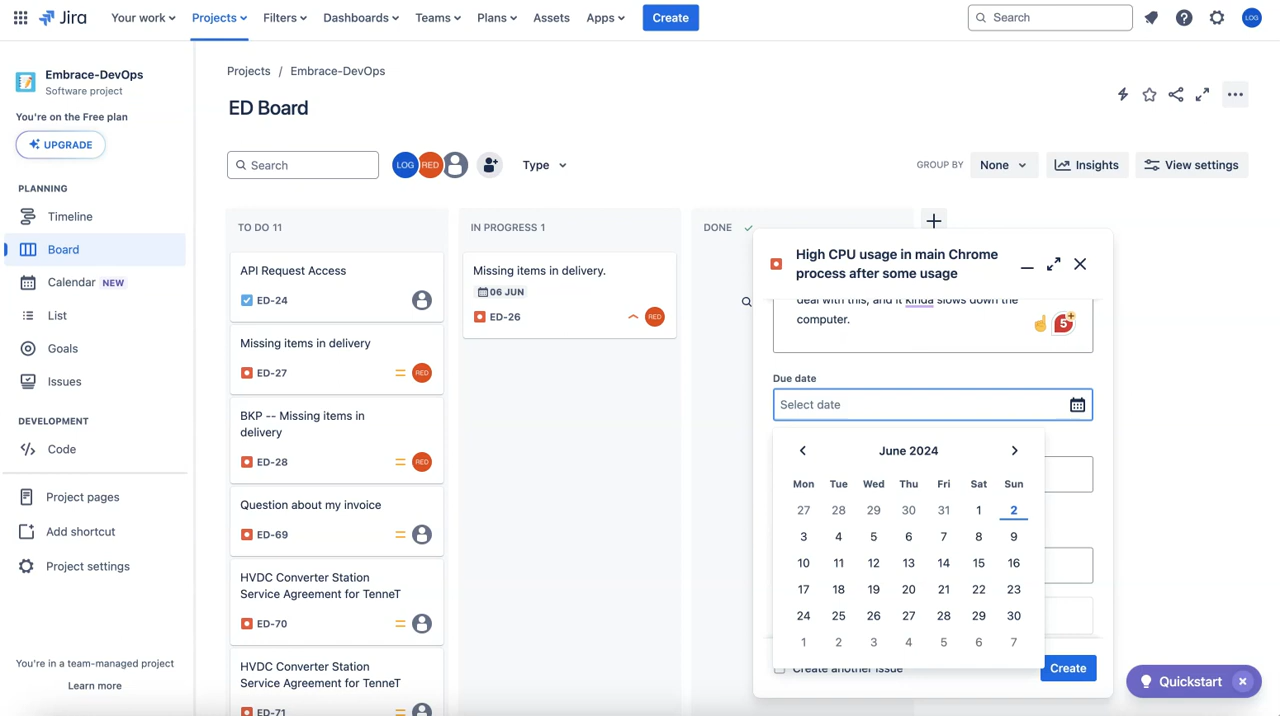 Jira
Your work
Projects
Filters
Dashboards
Teams
Plans
Assets
Apps
Create
Search
LOG
Embrace-DevOps
Software project
You're on the Free plan
UPGRADE
PLANNING
Timeline
Board
Calendar NEW
List
Goals
Issues
DEVELOPMENT
Code
Project pages
Add shortcut
Project settings
You're in a team-managed project
Learn more
Projects / Embrace-DevOps
ED Board
Search
LOG RED
Type
GROUP BY
None
Insights
View settings
TO DO 11
API Request Access
ED-24
Missing items in delivery
ED-27
RED
BKP -- Missing items in
delivery
ED-28
RED
Question about my invoice
ED-69
HVDC Converter Station
Service Agreement for TenneT
ED-70
HVDC Converter Station
Service Agreement for TenneT
ED-71
IN PROGRESS 1
Missing items in delivery.
06 JUN
ED-26
RED
DONE
High CPU usage in main Chrome
process after some usage
deal with this, and it kinda slows down the
computer.
5
Due date
Select date
June 2024
Mon Tue Wed Thu Fri Sat Sun
27 28 29 30 31 1 2
3 4 5 6 7 8 9
10 11 12 13 14 15 16
17 18 19 20 21 22 23
24 25 26 27 28 29 30
1 2 3 4 5 6 7
Create another issue
Create
Quickstart